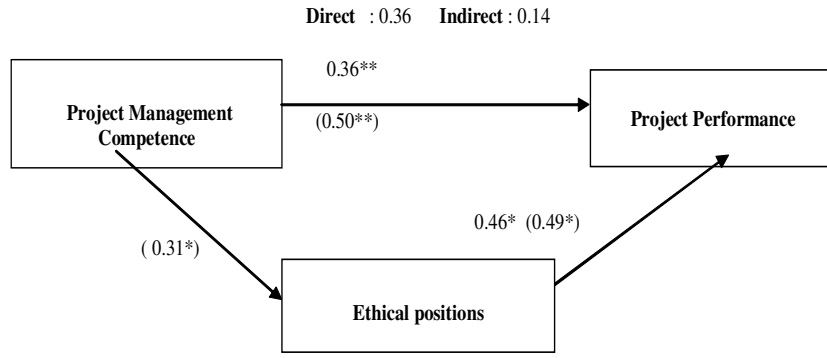 Direct : 0.36 Indirect : 0.14
0.36**
Project Management
Competence
(0.50**)
Project Performance
0.46* (0.49*)
( 0.31*)
Ethical positions